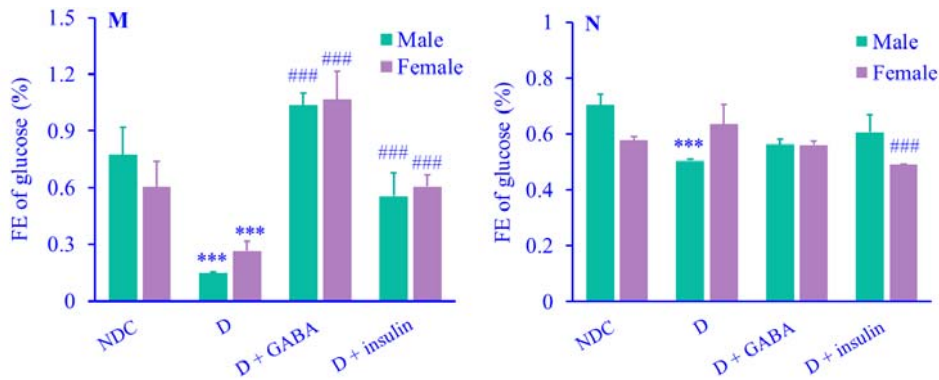 M
FE of glucose (%)
1.5
1.2
0.9
0.6
0.3
0
Male
Female
***
***
###
###
###
###
NDC
D
D + GABA
D + insulin
N
FE of glucose (%)
1
0.8
0.6
0.4
0.2
0
Male
Female
***
###
NDC
D
D + GABA
D + insulin